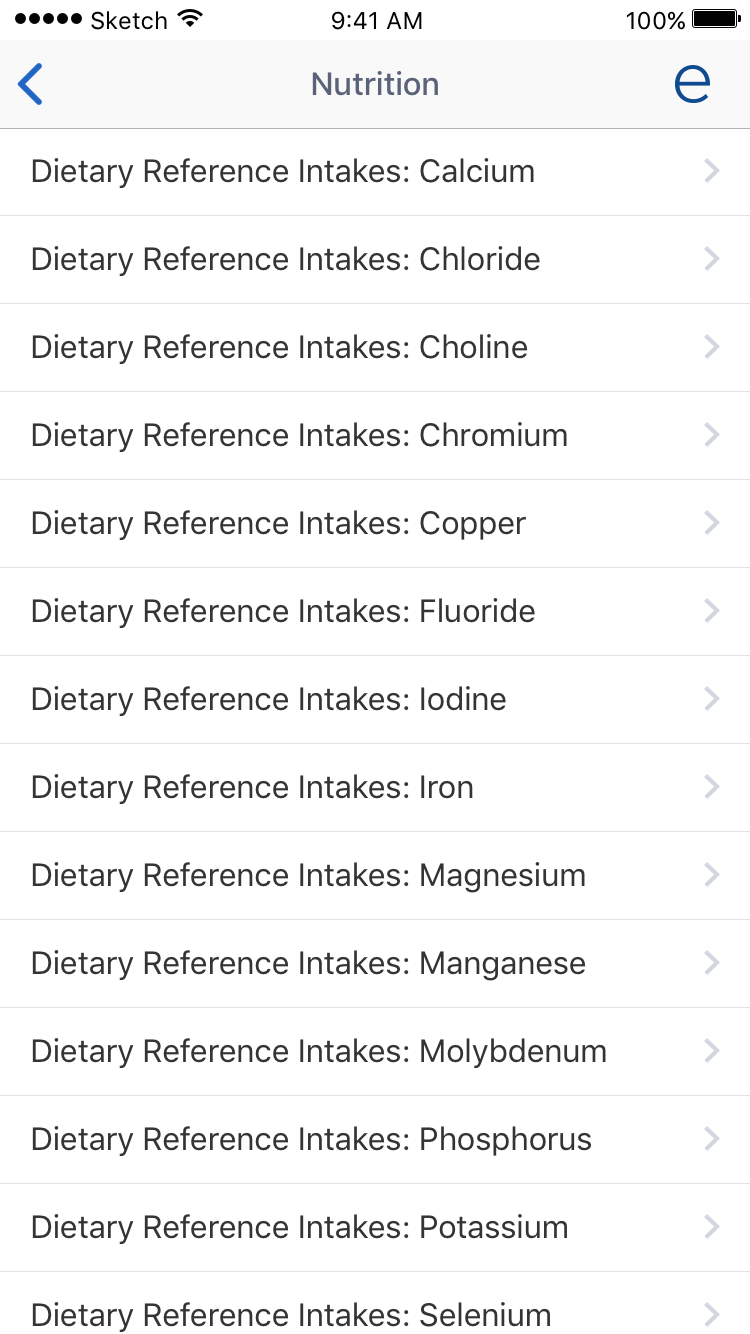 ●●●●● Sketch 9:41 AM 100%
Nutrition e
Dietary Reference Intakes: Calcium
Dietary Reference Intakes: Chloride
Dietary Reference Intakes: Choline
Dietary Reference Intakes: Chromium
Dietary Reference Intakes: Copper
Dietary Reference Intakes: Fluoride
Dietary Reference Intakes: Iodine
Dietary Reference Intakes: Iron
Dietary Reference Intakes: Magnesium
Dietary Reference Intakes: Manganese
Dietary Reference Intakes: Molybdenum
Dietary Reference Intakes: Phosphorus
Dietary Reference Intakes: Potassium
Dietary Reference Intakes: Selenium